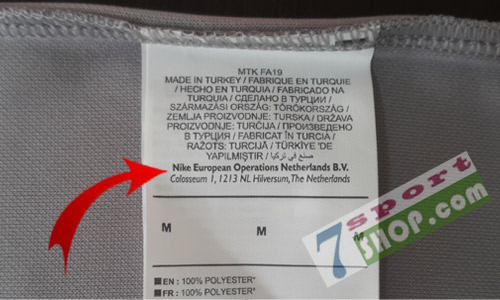 MTK FA19
MADE IN TURKEY / FABRIQUE EN TURQUIE
/ HECHO EN TURQUIA / FABRICADO NA
TURQUIA / СДЕЛАНО В ТУРЦИИ /
SZÁRMAZÁSI ORSZÁG: TÖRÖKORSZÁG /
ZEMLJA PROIZVODNJE: TURSKA / DRŽAVA
PROIZVODNJE: TURČIJA / ПРОИЗВЕДЕНО
В ТУРЦИЯ / FABRICAT ÎN TURCIA /
RAŽOTS: TURCIJĀ / TÜRKİYE 'DE
YAPILMIŞTIR / صنع في تركيا
Nike European Operations Netherlands B.V.
Colosseum 1, 1213 NL Hilversum, The Netherlands
M
M
M
EN : 100% POLYESTER*
FR : 100% POLYESTER*
7sport
SHOP.com